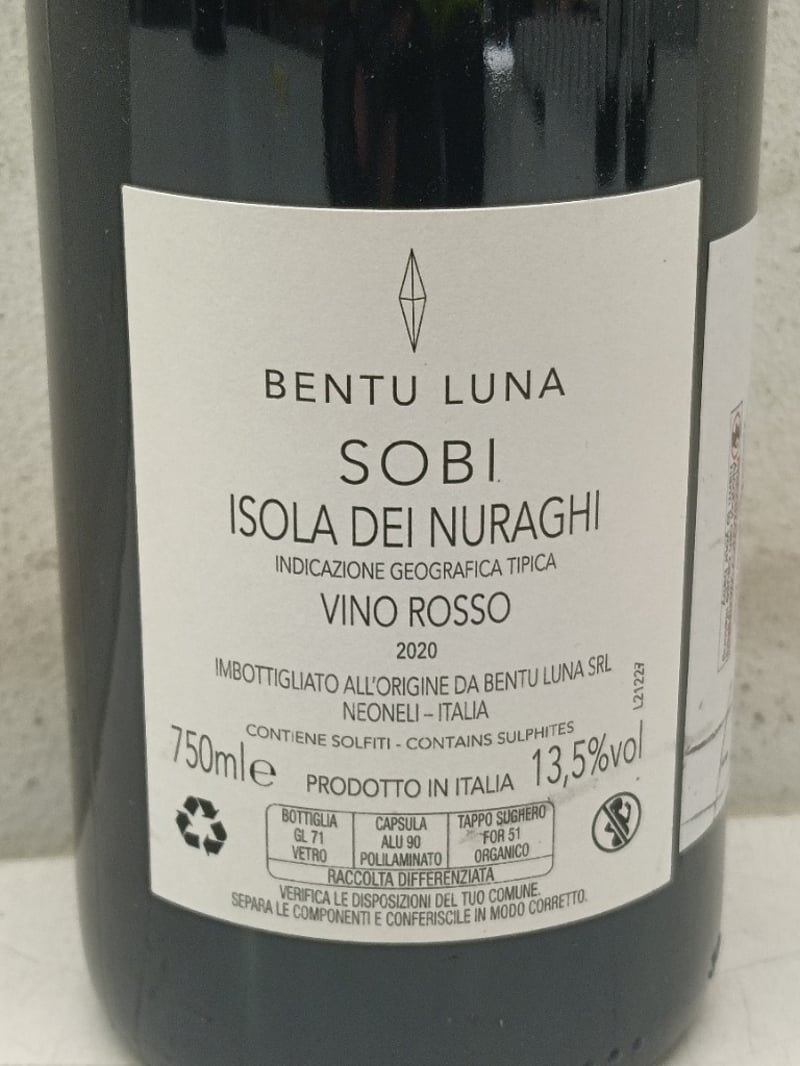 BENTU LUNA
SOBI
ISOLA DEI NURAGHI
INDICAZIONE GEOGRAFICA TIPICA
VINO ROSSO
2020
IMBOTTIGLIATO ALL'ORIGINE DA BENTU LUNA SRL
NEONELI – ITALIA
L21227
CONTIENE SOLFITI - CONTAINS SULPHITES
750ml e
PRODOTTO IN ITALIA
13,5%vol
BOTTIGLIA
GL 71
VETRO
CAPSULA
ALU 90
POLILAMINATO
TAPPO SUGHERO
FOR 51
ORGANICO
RACCOLTA DIFFERENZIATA
VERIFICA LE DISPOSIZIONI DEL TUO COMUNE.
SEPARA LE COMPONENTI E CONFERISCILE IN MODO CORRETTO.